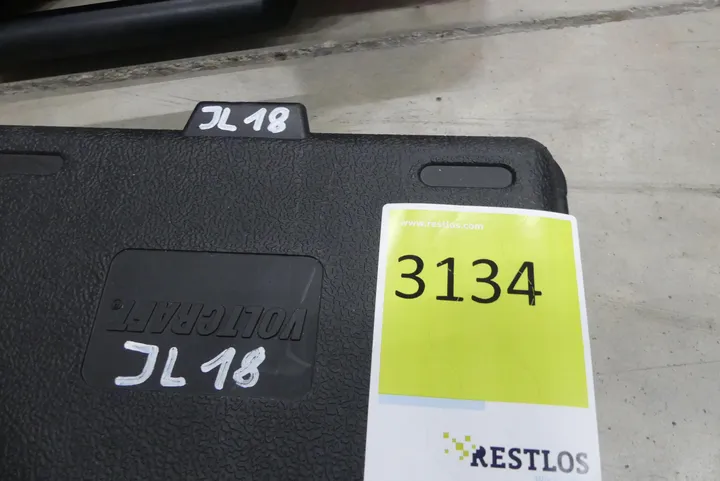 JL 18
www.restlos.com
3134
VOLTCRAFT®
JL 18
RESTLOS